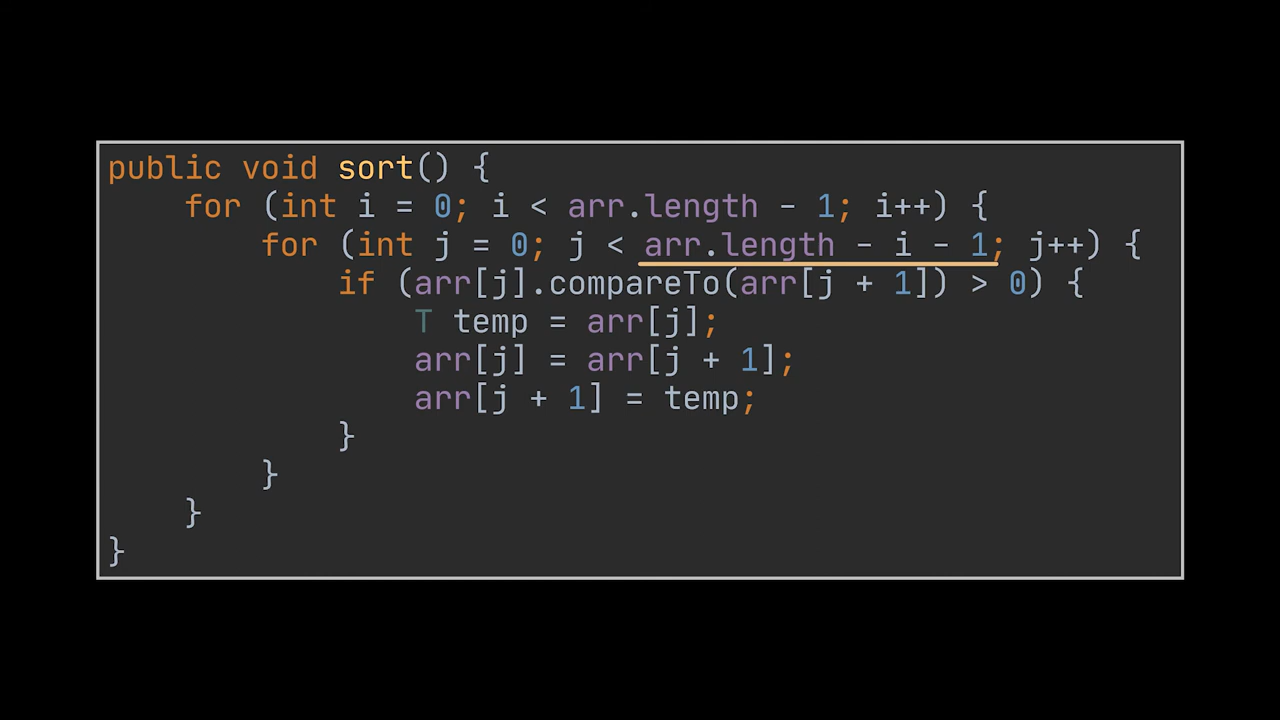 public void sort() {
    for (int i = 0; i < arr.length - 1; i++) {
        for (int j = 0; j < arr.length - i - 1; j++) {
            if (arr[j].compareTo(arr[j + 1]) > 0) {
                T temp = arr[j];
                arr[j] = arr[j + 1];
                arr[j + 1] = temp;
            }
        }
    }
}